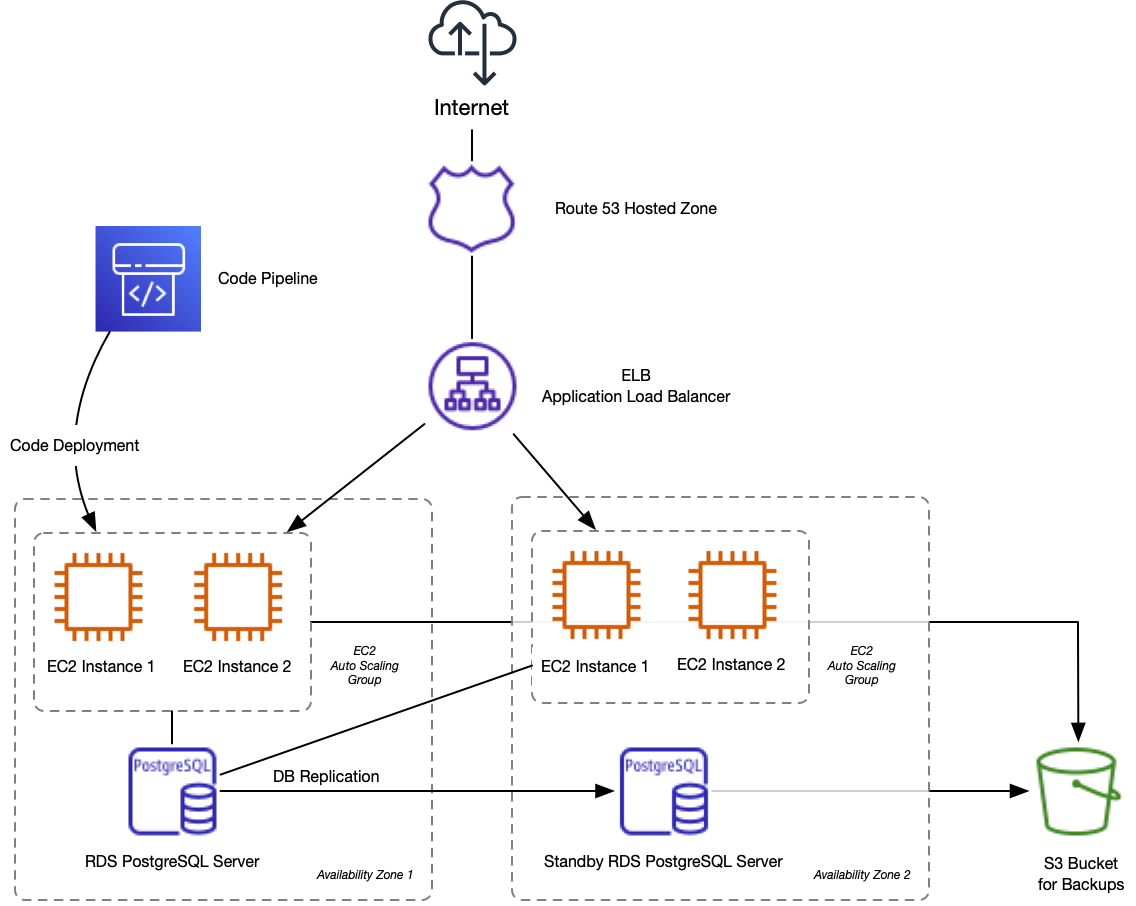 Internet
Route 53 Hosted Zone
Code Pipeline
ELB
Application Load Balancer
Code Deployment
EC2 Instance 1
EC2 Instance 2
EC2
Auto Scaling
Group
EC2 Instance 1
EC2 Instance 2
EC2
Auto Scaling
Group
PostgreSQL
DB Replication
PostgreSQL
RDS PostgreSQL Server
Availability Zone 1
Standby RDS PostgreSQL Server
Availability Zone 2
S3 Bucket
for Backups